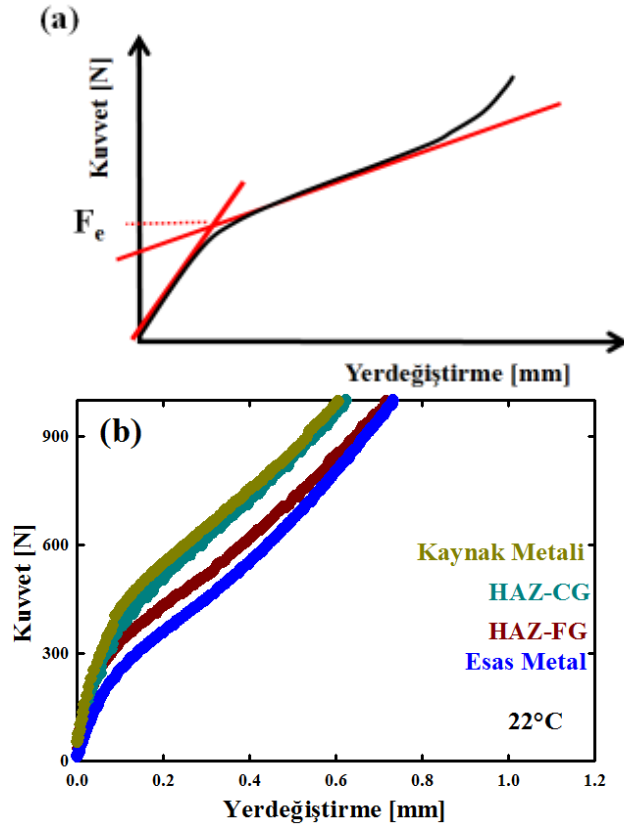 (a)
Kuvvet [N]
Fe
Yerdeğiştirme [mm]
(b)
900
600
300
0
Kuvvet [N]
Kaynak Metali
HAZ-CG
HAZ-FG
Esas Metal
22°C
0.0 0.2 0.4 0.6 0.8 1.0 1.2
Yerdeğiştirme [mm]